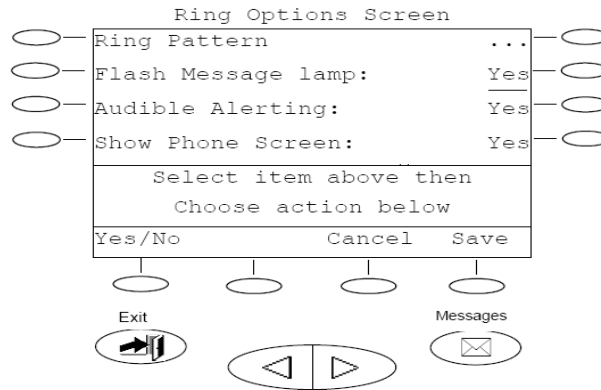 Ring Options Screen
Ring Pattern ...
Flash Message lamp: Yes
Audible Alerting: Yes
Show Phone Screen: Yes
Select item above then
Choose action below
Yes/No Cancel Save
Exit Messages